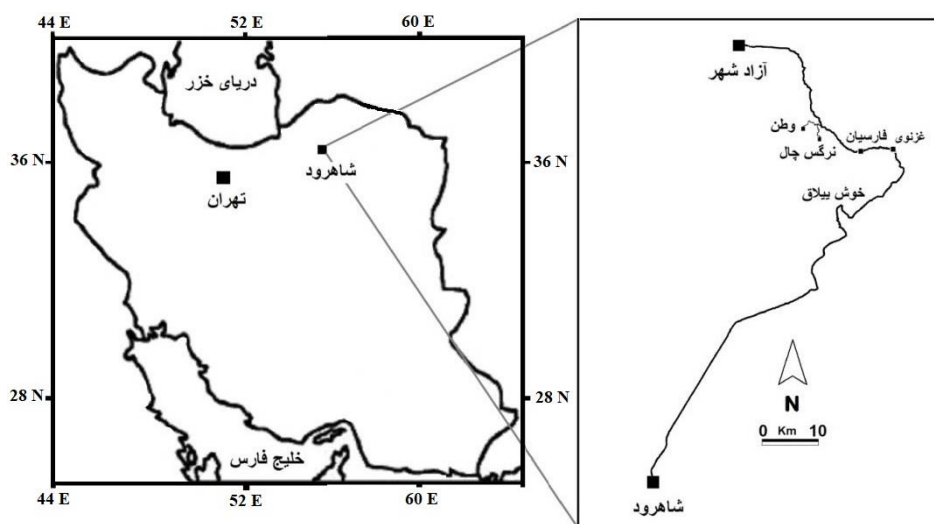 44 E
52 E
60 E
دریای خزر
36 N
شاهرود
36 N
تهران
28 N
28 N
خلیج فارس
44 E
52 E
60 E
آزاد شهر
وطن
نرگس چال
فارسیان
غزنوی
خوش ییلاق
N
0 Km 10
شاهرود